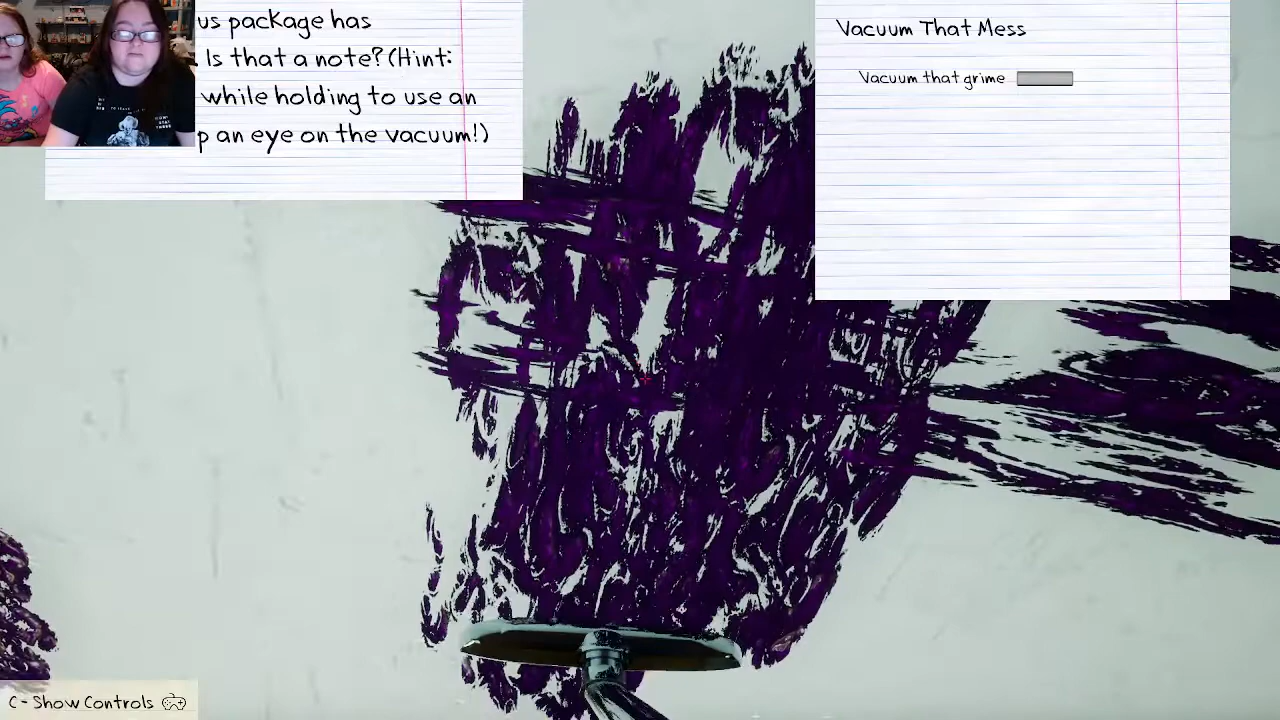 us package has
. Is that a note? (Hint:
while holding to use an
p an eye on the vacuum!)
Vacuum That Mess
Vacuum that grime
C - Show Controls